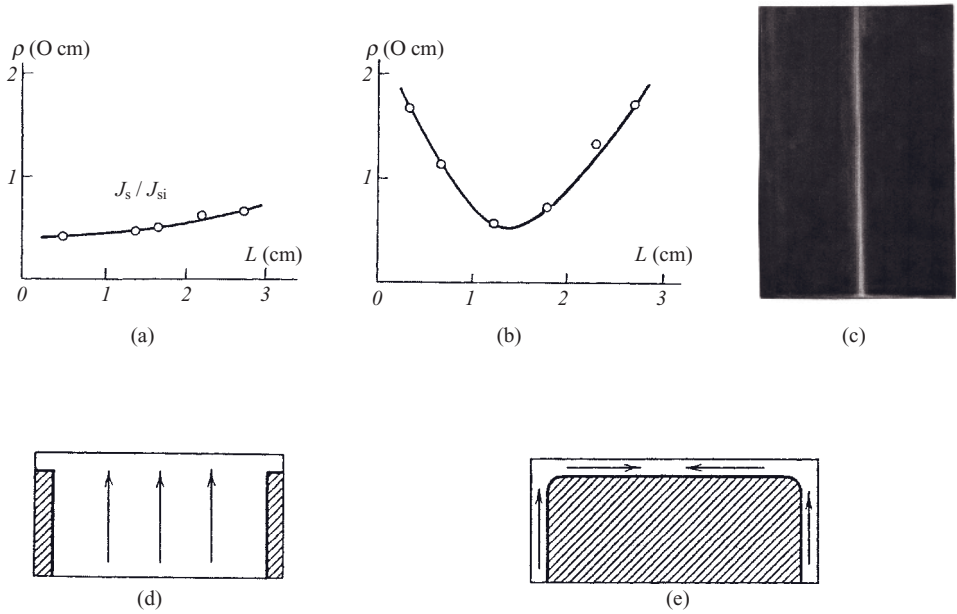 ρ (O cm)
2
1
J_s / J_si
L (cm)
0 1 2 3
(a)
ρ (O cm)
2
1
L (cm)
0 1 2 3
(b)
(c)
(d)
(e)